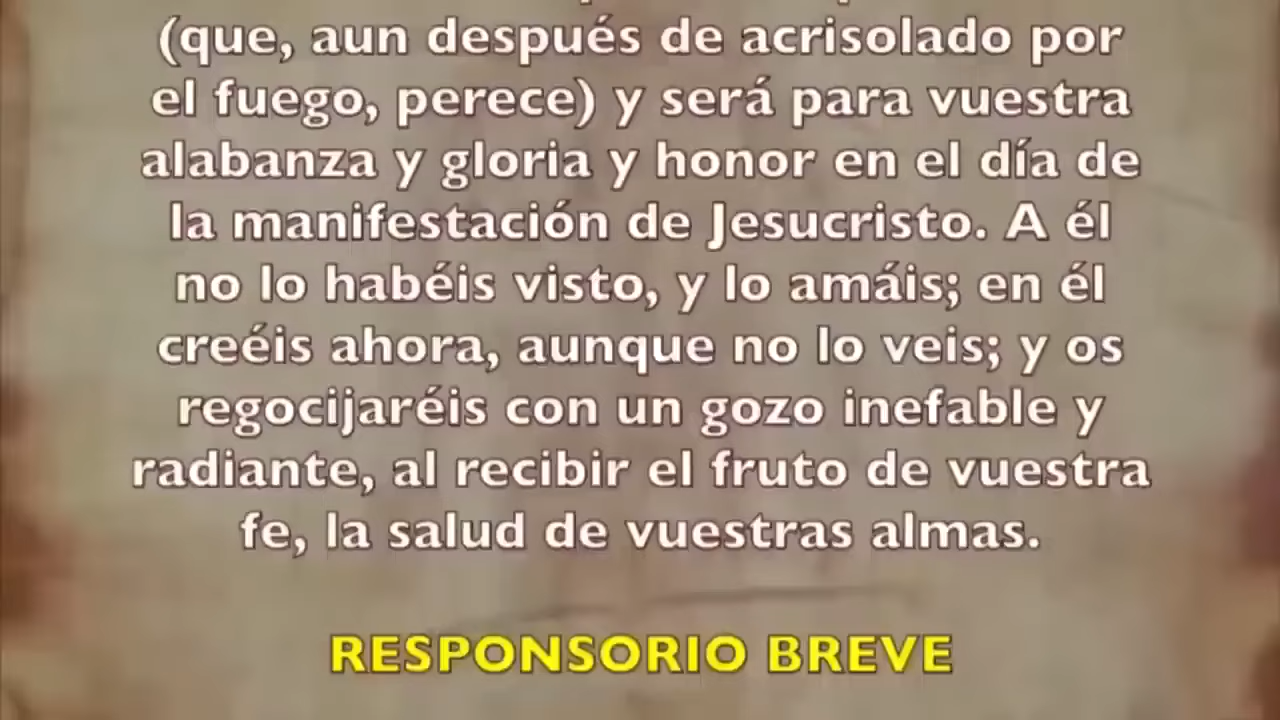 (que, aun después de acrisolado por
el fuego, perece) y será para vuestra
alabanza y gloria y honor en el día de
la manifestación de Jesucristo. A él
no lo habéis visto, y lo amáis; en él
creéis ahora, aunque no lo veis; y os
regocijaréis con un gozo inefable y
radiante, al recibir el fruto de vuestra
fe, la salud de vuestras almas.
RESPONSORIO BREVE